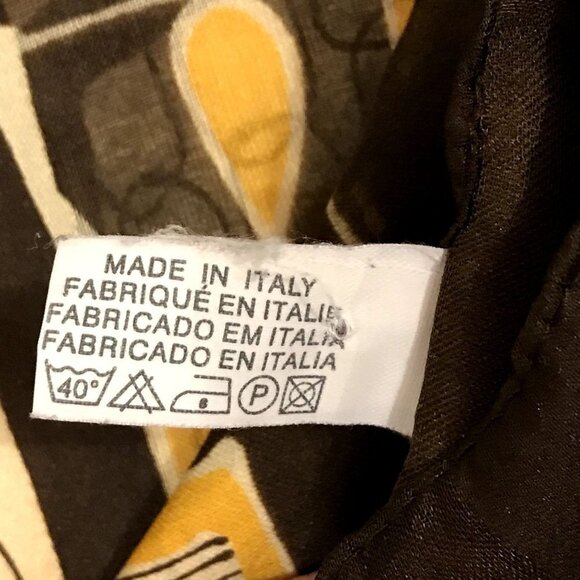 MADE IN ITALY
FABRIQUÉ EN ITALIE
FABRICADO EM ITALIA
FABRICADO EN ITALIA
40° P